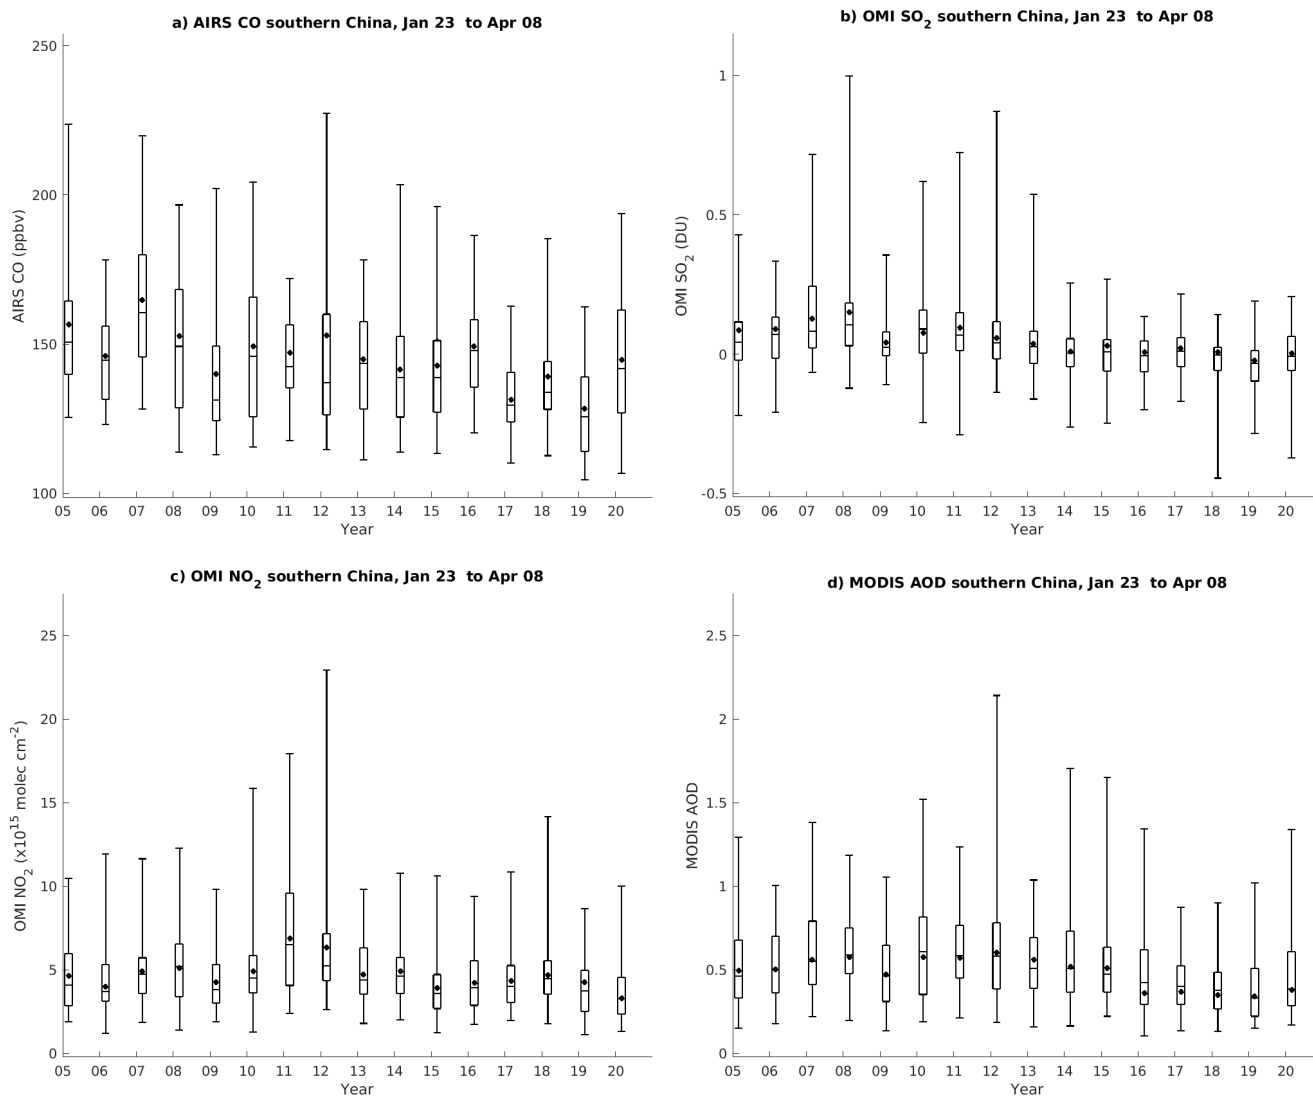 a) AIRS CO southern China, Jan 23 to Apr 08
250
200
150
100
AIRS CO (ppbv)
05 06 07 08 09 10 11 12 13 14 15 16 17 18 19 20
Year
b) OMI SO2 southern China, Jan 23 to Apr 08
1
0.5
0
-0.5
OMI SO2 (DU)
05 06 07 08 09 10 11 12 13 14 15 16 17 18 19 20
Year
c) OMI NO2 southern China, Jan 23 to Apr 08
25
20
15
10
5
0
OMI NO2 (x10^15 molec cm^-2)
05 06 07 08 09 10 11 12 13 14 15 16 17 18 19 20
Year
d) MODIS AOD southern China, Jan 23 to Apr 08
2.5
2
1.5
1
0.5
0
MODIS AOD
05 06 07 08 09 10 11 12 13 14 15 16 17 18 19 20
Year